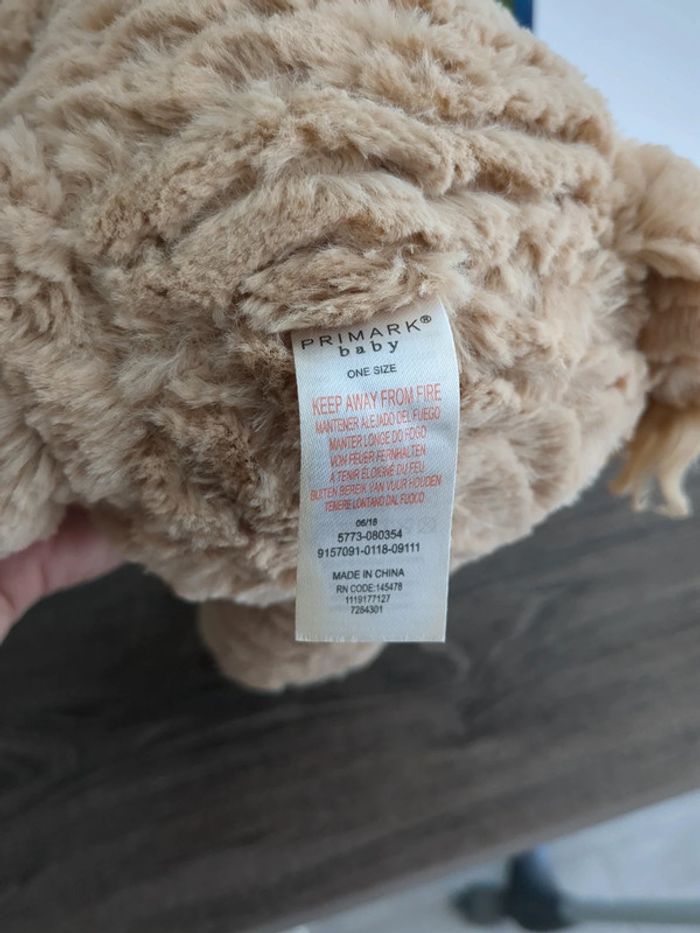 PRIMARK®
baby
ONE SIZE
KEEP AWAY FROM FIRE
MANTENER ALEJADO DEL FUEGO
MANTER LONGE DO FOGO
VON FEUER FERNHALTEN
A TENIR ÉLOIGNÉ DU FEU
BUITEN BEREIK VAN VUUR HOUDEN
TENERE LONTANO DAL FUOCO
06/18
5773-080354
9157091-0118-09111
MADE IN CHINA
RN CODE:145478
1119177127
7264301